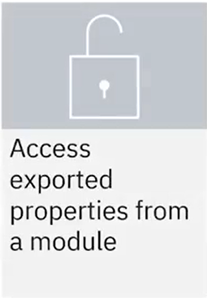 Access
exported
properties from
a module